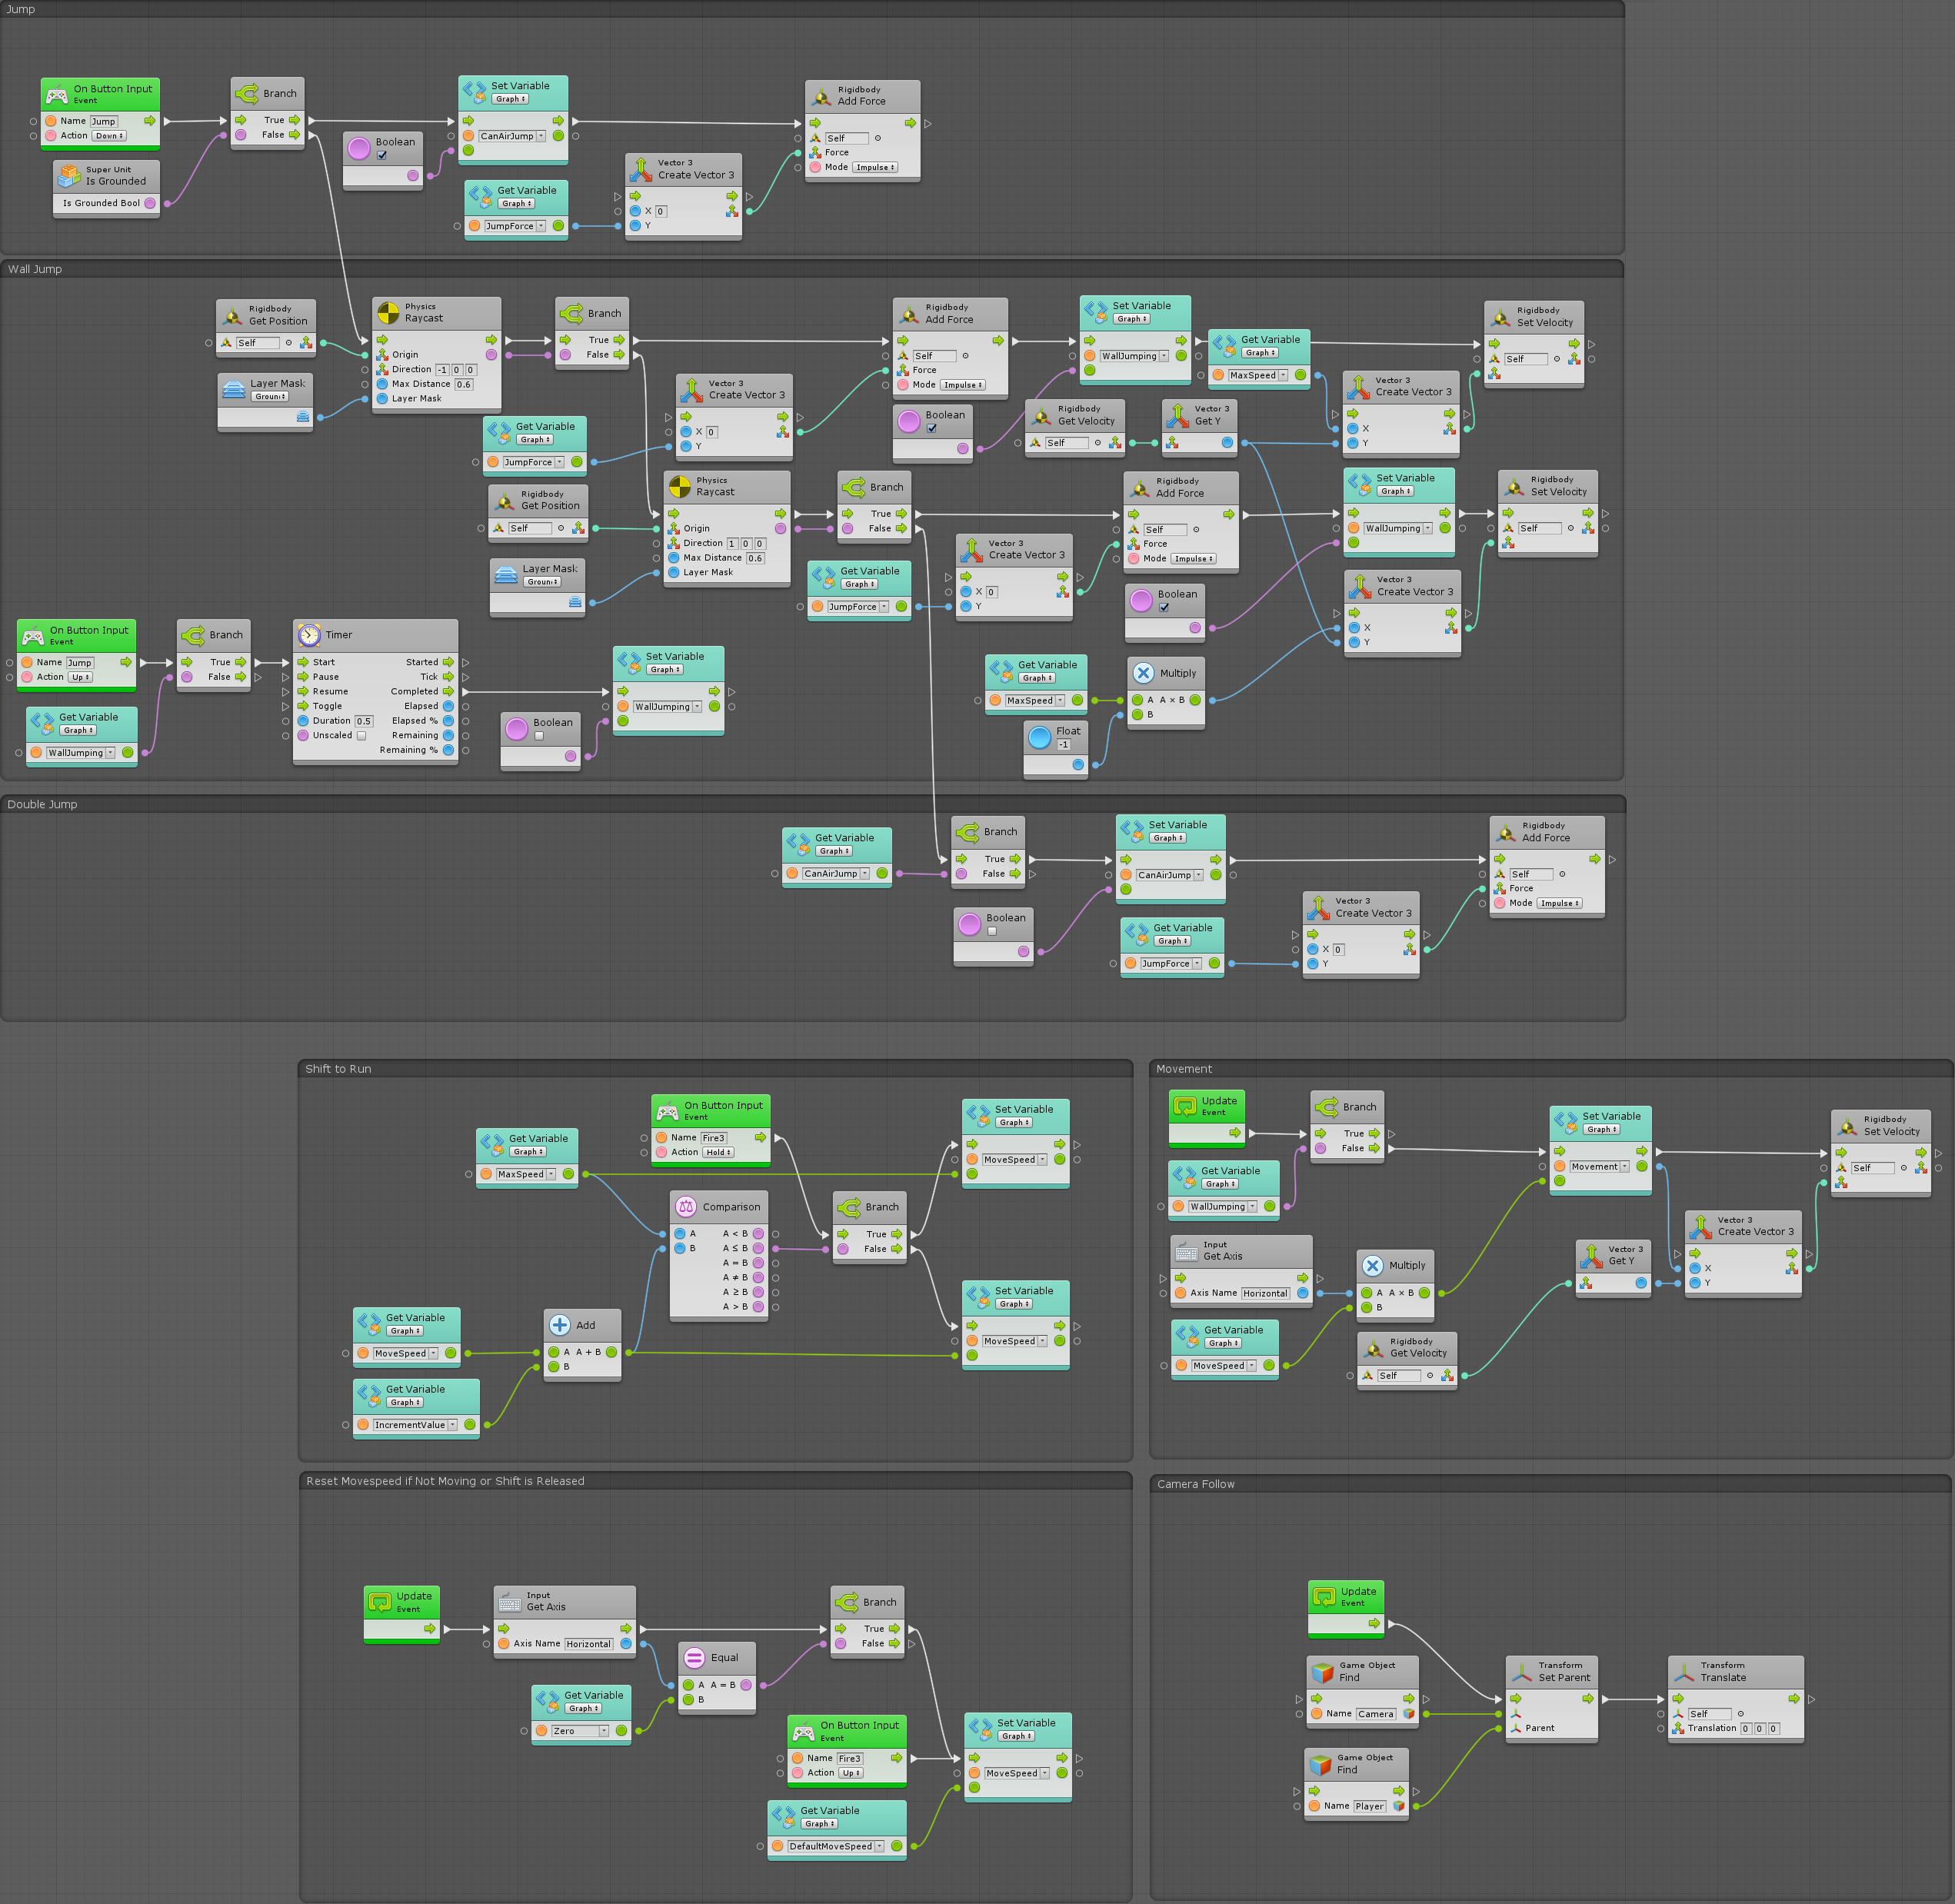 Jump
On Button Input
Event
Name Jump
Action Down
Branch
True
False
Super Unit
Is Grounded
Is Grounded Bool
Boolean
Set Variable
Graph
CanAirJump
Get Variable
Graph
JumpForce
Vector 3
Create Vector 3
X 0
Y
Rigidbody
Add Force
Self
Force
Mode Impulse
Wall Jump
Rigidbody
Get Position
Self
Layer Mask
Physics
Raycast
Origin
Direction -1 0 0
Max Distance 0.6
Layer Mask
Branch
True
False
Get Variable
Graph
JumpForce
Vector 3
Create Vector 3
X 0
Y
Rigidbody
Add Force
Self
Force
Mode Impulse
Boolean
Set Variable
Graph
WallJumping
Rigidbody
Get Velocity
Self
Vector 3
Get Y
Get Variable
Graph
MaxSpeed
Vector 3
Create Vector 3
X
Y
Rigidbody
Set Velocity
Self
Rigidbody
Get Position
Self
Layer Mask
Physics
Raycast
Origin
Direction 1 0 0
Max Distance 0.6
Layer Mask
Branch
True
False
Get Variable
Graph
JumpForce
Vector 3
Create Vector 3
X 0
Y
Rigidbody
Add Force
Self
Force
Mode Impulse
Boolean
Set Variable
Graph
WallJumping
Rigidbody
Set Velocity
Self
Vector 3
Create Vector 3
X
Y
Get Variable
Graph
MaxSpeed
Multiply
A A × B
B
Float
-1
On Button Input
Event
Name Jump
Action Up
Get Variable
Graph
WallJumping
Branch
True
False
Timer
Start Started
Pause Tick
Resume Completed
Toggle Elapsed
Duration 0.5 Elapsed %
Unscaled Remaining
Remaining %
Boolean
Set Variable
Graph
WallJumping
Double Jump
Get Variable
Graph
CanAirJump
Branch
True
False
Boolean
Set Variable
Graph
CanAirJump
Get Variable
Graph
JumpForce
Vector 3
Create Vector 3
X 0
Y
Rigidbody
Add Force
Self
Force
Mode Impulse
Shift to Run
On Button Input
Event
Name Fire3
Action Hold
Get Variable
Graph
MaxSpeed
Comparison
A A < B
B A ≤ B
A = B
A ≠ B
A ≥ B
A > B
Branch
True
False
Set Variable
Graph
MoveSpeed
Set Variable
Graph
MoveSpeed
Get Variable
Graph
MoveSpeed
Get Variable
Graph
IncrementValue
Add
A A + B
B
Movement
Update
Event
Branch
True
False
Get Variable
Graph
WallJumping
Input
Get Axis
Axis Name Horizontal
Get Variable
Graph
MoveSpeed
Multiply
A A × B
B
Rigidbody
Get Velocity
Self
Set Variable
Graph
Movement
Vector 3
Get Y
Vector 3
Create Vector 3
X
Y
Rigidbody
Set Velocity
Self
Reset Movespeed if Not Moving or Shift is Released
Update
Event
Input
Get Axis
Axis Name Horizontal
Get Variable
Graph
Zero
Equal
A A = B
B
Branch
True
False
On Button Input
Event
Name Fire3
Action Up
Get Variable
Graph
DefaultMoveSpeed
Set Variable
Graph
MoveSpeed
Camera Follow
Update
Event
Game Object
Find
Name Camera
Game Object
Find
Name Player
Transform
Set Parent
Parent
Transform
Translate
Self
Translation 0 0 0